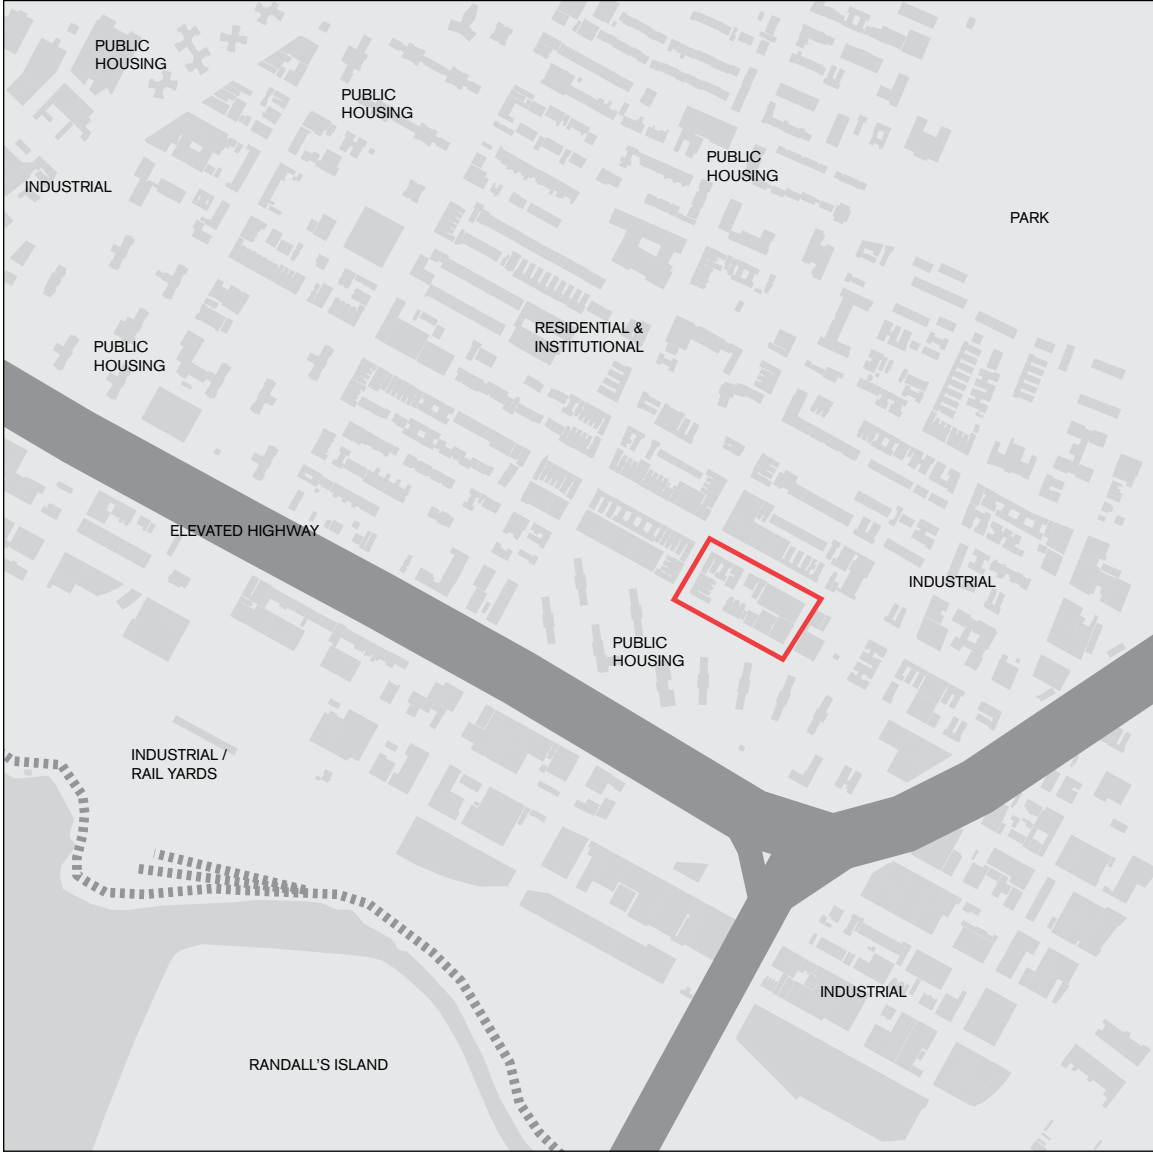 PUBLIC
HOUSING
PUBLIC
HOUSING
PUBLIC
HOUSING
INDUSTRIAL
PARK
RESIDENTIAL &
INSTITUTIONAL
PUBLIC
HOUSING
ELEVATED HIGHWAY
INDUSTRIAL
PUBLIC
HOUSING
INDUSTRIAL /
RAIL YARDS
INDUSTRIAL
RANDALL'S ISLAND